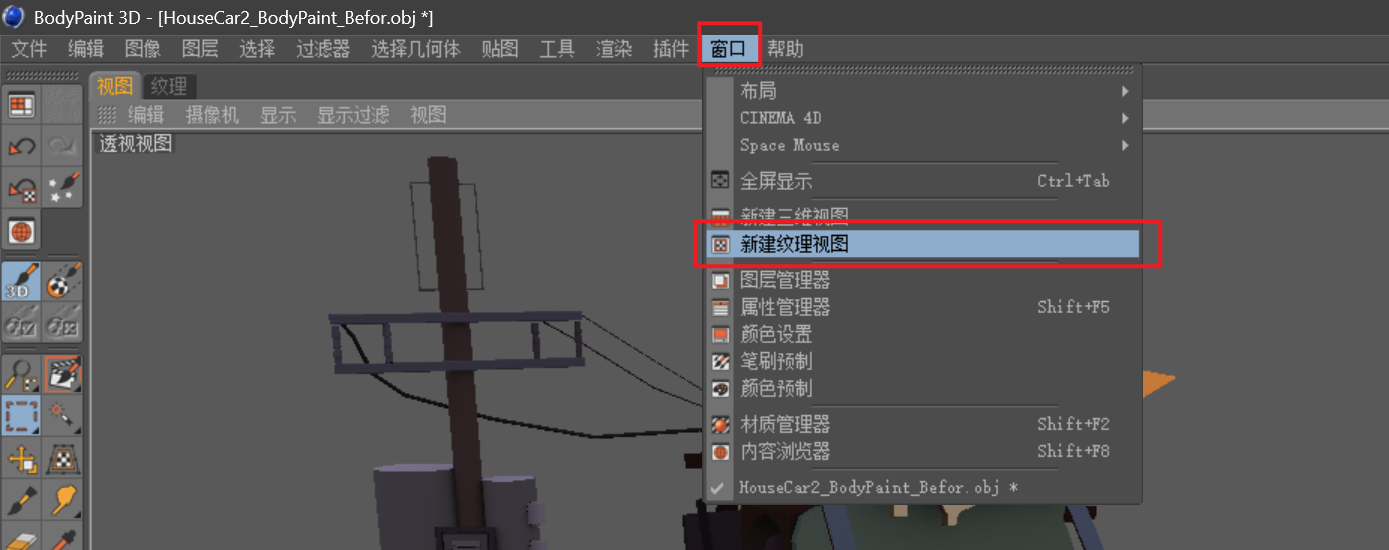 BodyPaint 3D - [HouseCar2_BodyPaint_Befor.obj *]
文件 编辑 图像 图层 选择 过滤器 选择几何体 贴图 工具 渲染 插件 窗口 帮助
视图 纹理
编辑 摄像机 显示 显示过滤 视图
透视视图
3D
布局
CINEMA 4D
Space Mouse
全屏显示 Ctrl+Tab
新建三维视图
新建纹理视图
图层管理器
属性管理器 Shift+F5
颜色设置
笔刷预制
颜色预制
材质管理器 Shift+F2
内容浏览器 Shift+F8
HouseCar2_BodyPaint_Befor.obj *